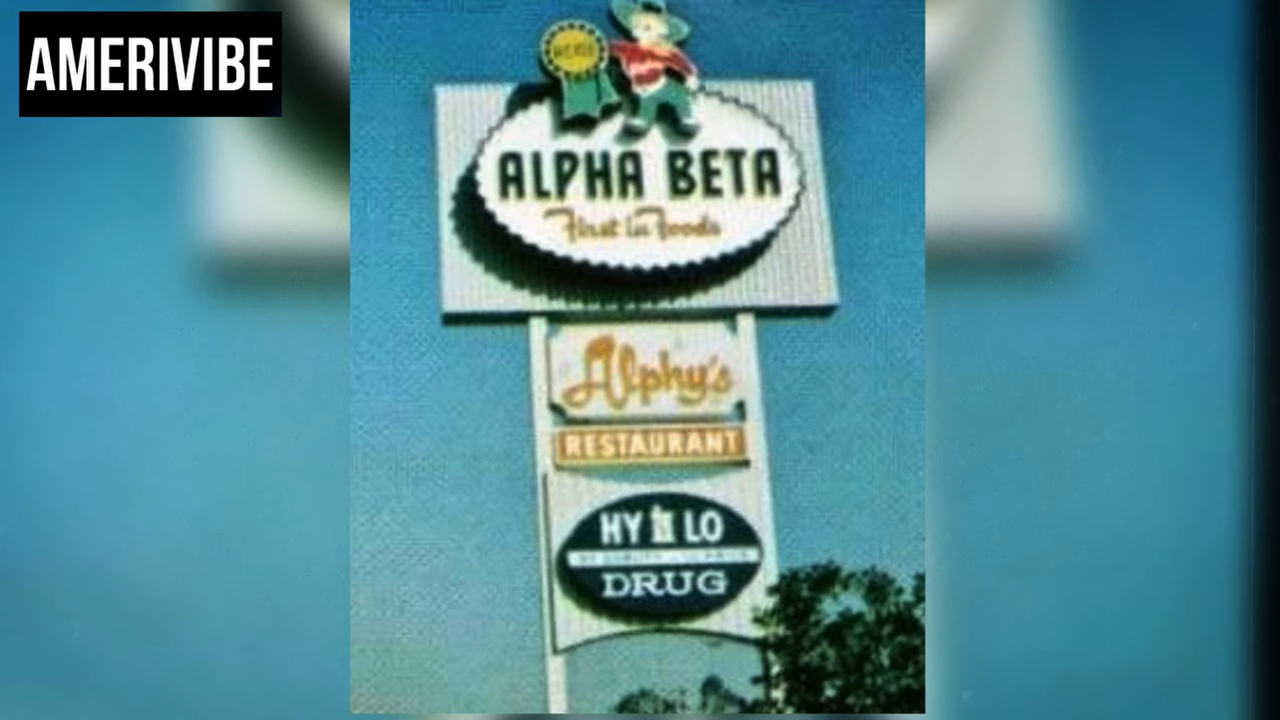 AMERIVIBE
ALPHA BETA
First in Foods
Alphy's
RESTAURANT
HY LO
DRUG